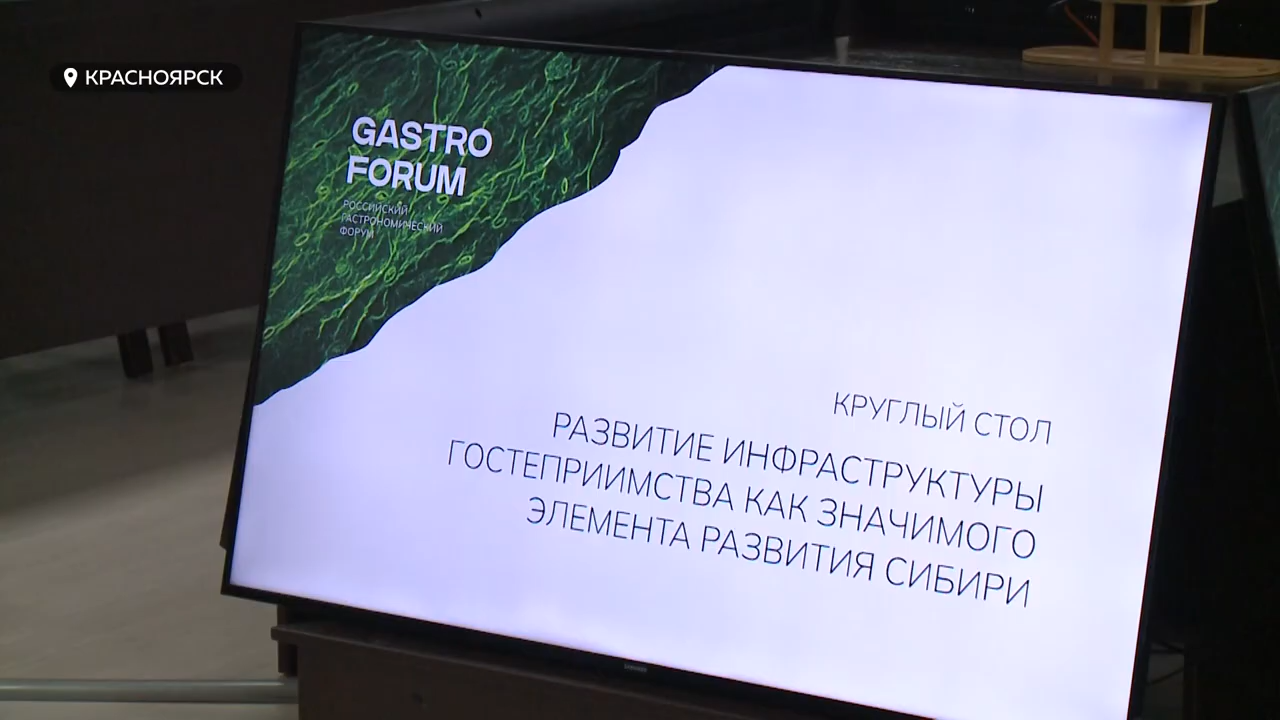 КРАСНОЯРСК
GASTRO
FORUM
РОССИЙСКИЙ
ГАСТРОНОМИЧЕСКИЙ
ФОРУМ
КРУГЛЫЙ СТОЛ
РАЗВИТИЕ ИНФРАСТРУКТУРЫ
ГОСТЕПРИИМСТВА КАК ЗНАЧИМОГО
ЭЛЕМЕНТА РАЗВИТИЯ СИБИРИ